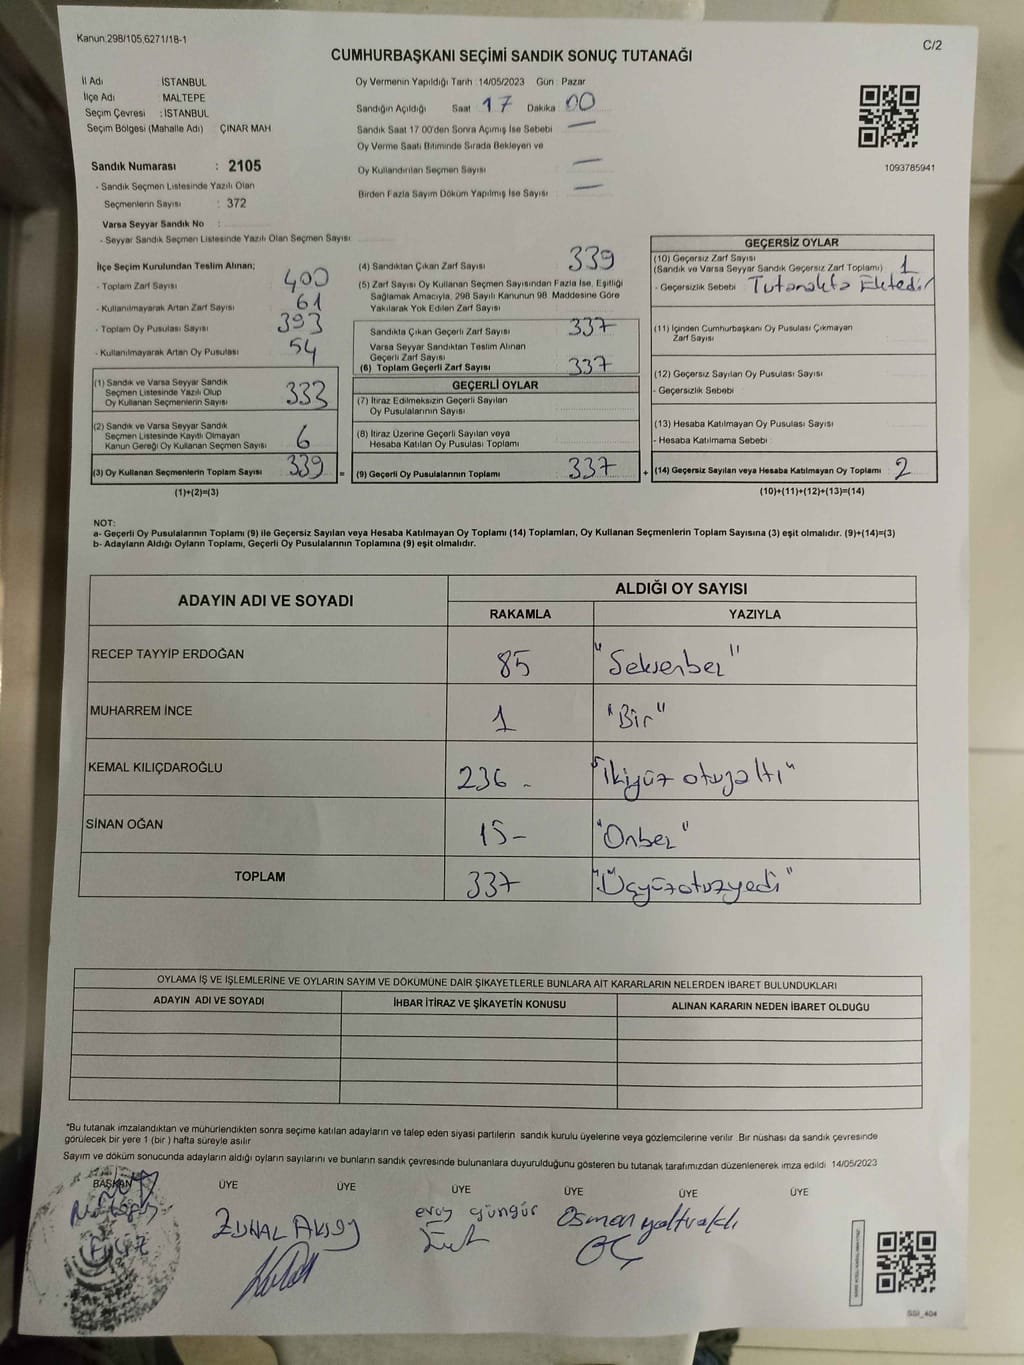 Kanun.298/105,6271/18-1
C/2
CUMHURBAŞKANI SEÇİMİ SANDIK SONUÇ TUTANAĞI
İl Adı İSTANBUL
İlçe Adı MALTEPE
Seçim Çevresi : İSTANBUL
Seçim Bölgesi (Mahalle Adı) ÇINAR MAH
Oy Vermenin Yapıldığı Tarih : 14/05/2023 Gün : Pazar
Sandığın Açıldığı Saat 17 Dakika 00
Sandık Saat 17 00'den Sonra Açımış İse Sebebi
Oy Verme Saati Bitiminde Sırada Bekleyen ve
Oy Kullandırılan Seçmen Sayısı
Birden Fazla Sayım Döküm Yapılmış İse Sayısı
1093785941
Sandık Numarası : 2105
- Sandık Seçmen Listesinde Yazılı Olan
Seçmenlerin Sayısı : 372
Varsa Seyyar Sandık No :
- Seyyar Sandık Seçmen Listesinde Yazılı Olan Seçmen Sayısı
İlçe Seçim Kurulundan Teslim Alınan;
- Toplam Zarf Sayısı 400
- Kullanılmayarak Artan Zarf Sayısı 61
- Toplam Oy Pusulası Sayısı 393
- Kullanılmayarak Artan Oy Pusulası 54
(1) Sandık ve Varsa Seyyar Sandık
Seçmen Listesinde Yazılı Olup
Oy Kullanan Seçmenlerin Sayısı 333
(2) Sandık ve Varsa Seyyar Sandık
Seçmen Listesinde Kayıtlı Olmayan
Kanun Gereği Oy Kullanan Seçmen Sayısı 6
(3) Oy Kullanan Seçmenlerin Toplam Sayısı 339 =
(1)+(2)=(3)
(4) Sandıktan Çıkan Zarf Sayısı 339
(5) Zarf Sayısı Oy Kullanan Seçmen Sayısından Fazla İse, Eşitliği
Sağlamak Amacıyla, 298 Sayılı Kanunun 98. Maddesine Göre
Yakılarak Yok Edilen Zarf Sayısı
Sandıkta Çıkan Geçerli Zarf Sayısı 337
Varsa Seyyar Sandıktan Teslim Alınan
Geçerli Zarf Sayısı
(6) Toplam Geçerli Zarf Sayısı 337
GEÇERLİ OYLAR
(7) İtiraz Edilmeksizin Geçerli Sayılan
Oy Pusulalarının Sayısı
(8) İtiraz Üzerine Geçerli Sayılan veya
Hesaba Katılan Oy Pusulası Toplamı
(9) Geçerli Oy Pusulalarının Toplamı 337 +
GEÇERSİZ OYLAR
(10) Geçersiz Zarf Sayısı
(Sandık ve Varsa Seyyar Sandık Geçersiz Zarf Toplamı) 1
- Geçersizlik Sebebi Tutanakta Ektedir
(11) İçinden Cumhurbaşkanı Oy Pusulası Çıkmayan
Zarf Sayısı
(12) Geçersiz Sayılan Oy Pusulası Sayısı
- Geçersizlik Sebebi
(13) Hesaba Katılmayan Oy Pusulası Sayısı
- Hesaba Katılmama Sebebi
(14) Geçersiz Sayılan veya Hesaba Katılmayan Oy Toplamı 2
(10)+(11)+(12)+(13)=(14)
NOT:
a- Geçerli Oy Pusulalarının Toplamı (9) ile Geçersiz Sayılan veya Hesaba Katılmayan Oy Toplamı (14) Toplamları, Oy Kullanan Seçmenlerin Toplam Sayısına (3) eşit olmalıdır. (9)+(14)=(3)
b- Adayların Aldığı Oyların Toplamı, Geçerli Oy Pusulalarının Toplamına (9) eşit olmalıdır.
ADAYIN ADI VE SOYADI
ALDIĞI OY SAYISI
RAKAMLA YAZIYLA
RECEP TAYYİP ERDOĞAN 85 "Seksenbeş"
MUHARREM İNCE 1 "Bir"
KEMAL KILIÇDAROĞLU 236 - "İkiyüz otuzaltı"
SİNAN OĞAN 15- "Onbeş"
TOPLAM 337 "Üçyüzotuzyedi"
OYLAMA İŞ VE İŞLEMLERİNE VE OYLARIN SAYIM VE DÖKÜMÜNE DAİR ŞİKAYETLERLE BUNLARA AİT KARARLARIN NELERDEN İBARET BULUNDUKLARI
ADAYIN ADI VE SOYADI İHBAR İTİRAZ VE ŞİKAYETİN KONUSU ALINAN KARARIN NEDEN İBARET OLDUĞU
*Bu tutanak imzalandıktan ve mühürlendikten sonra seçime katılan adayların ve talep eden siyasi partilerin sandık kurulu üyelerine veya gözlemcilerine verilir. Bir nüshası da sandık çevresinde
görülecek bir yere 1 (bir) hafta süreyle asılır
Sayım ve döküm sonucunda adayların aldığı oyların sayılarını ve bunların sandık çevresinde bulunanlara duyurulduğunu gösteren bu tutanak tarafımızdan düzenlenerek imza edildi 14/05/2023
BAŞKAN ÜYE ÜYE ÜYE ÜYE ÜYE ÜYE
ZÜHAL AKSOY eray güngör Osman
SSI_404